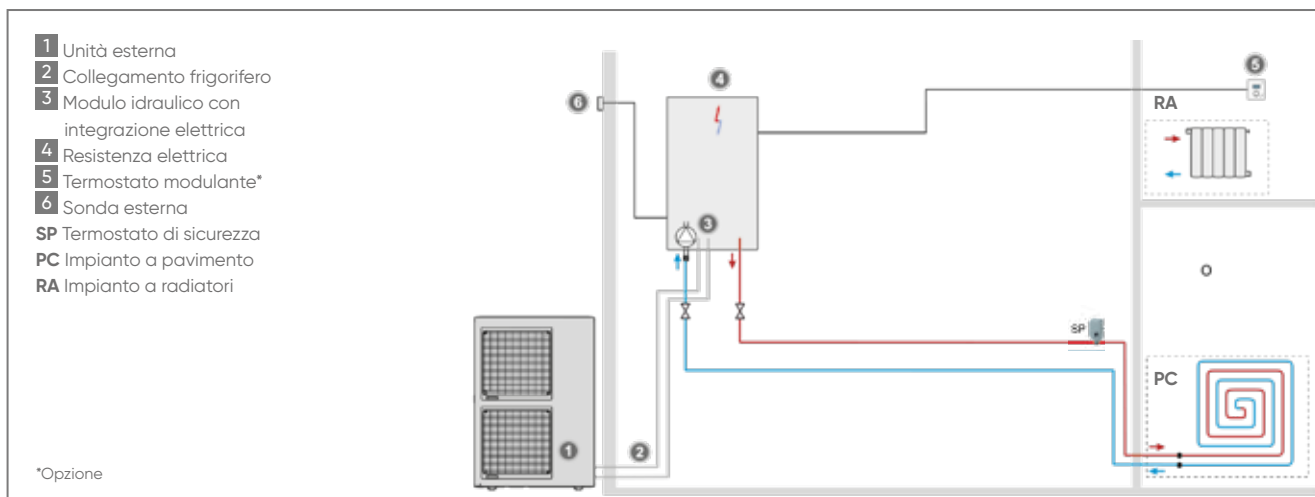 1 Unità esterna
2 Collegamento frigorifero
3 Modulo idraulico con
integrazione elettrica
4 Resistenza elettrica
5 Termostato modulante*
6 Sonda esterna
SP Termostato di sicurezza
PC Impianto a pavimento
RA Impianto a radiatori
*Opzione
4
5
6
RA
3
O
SP
PC
1
2